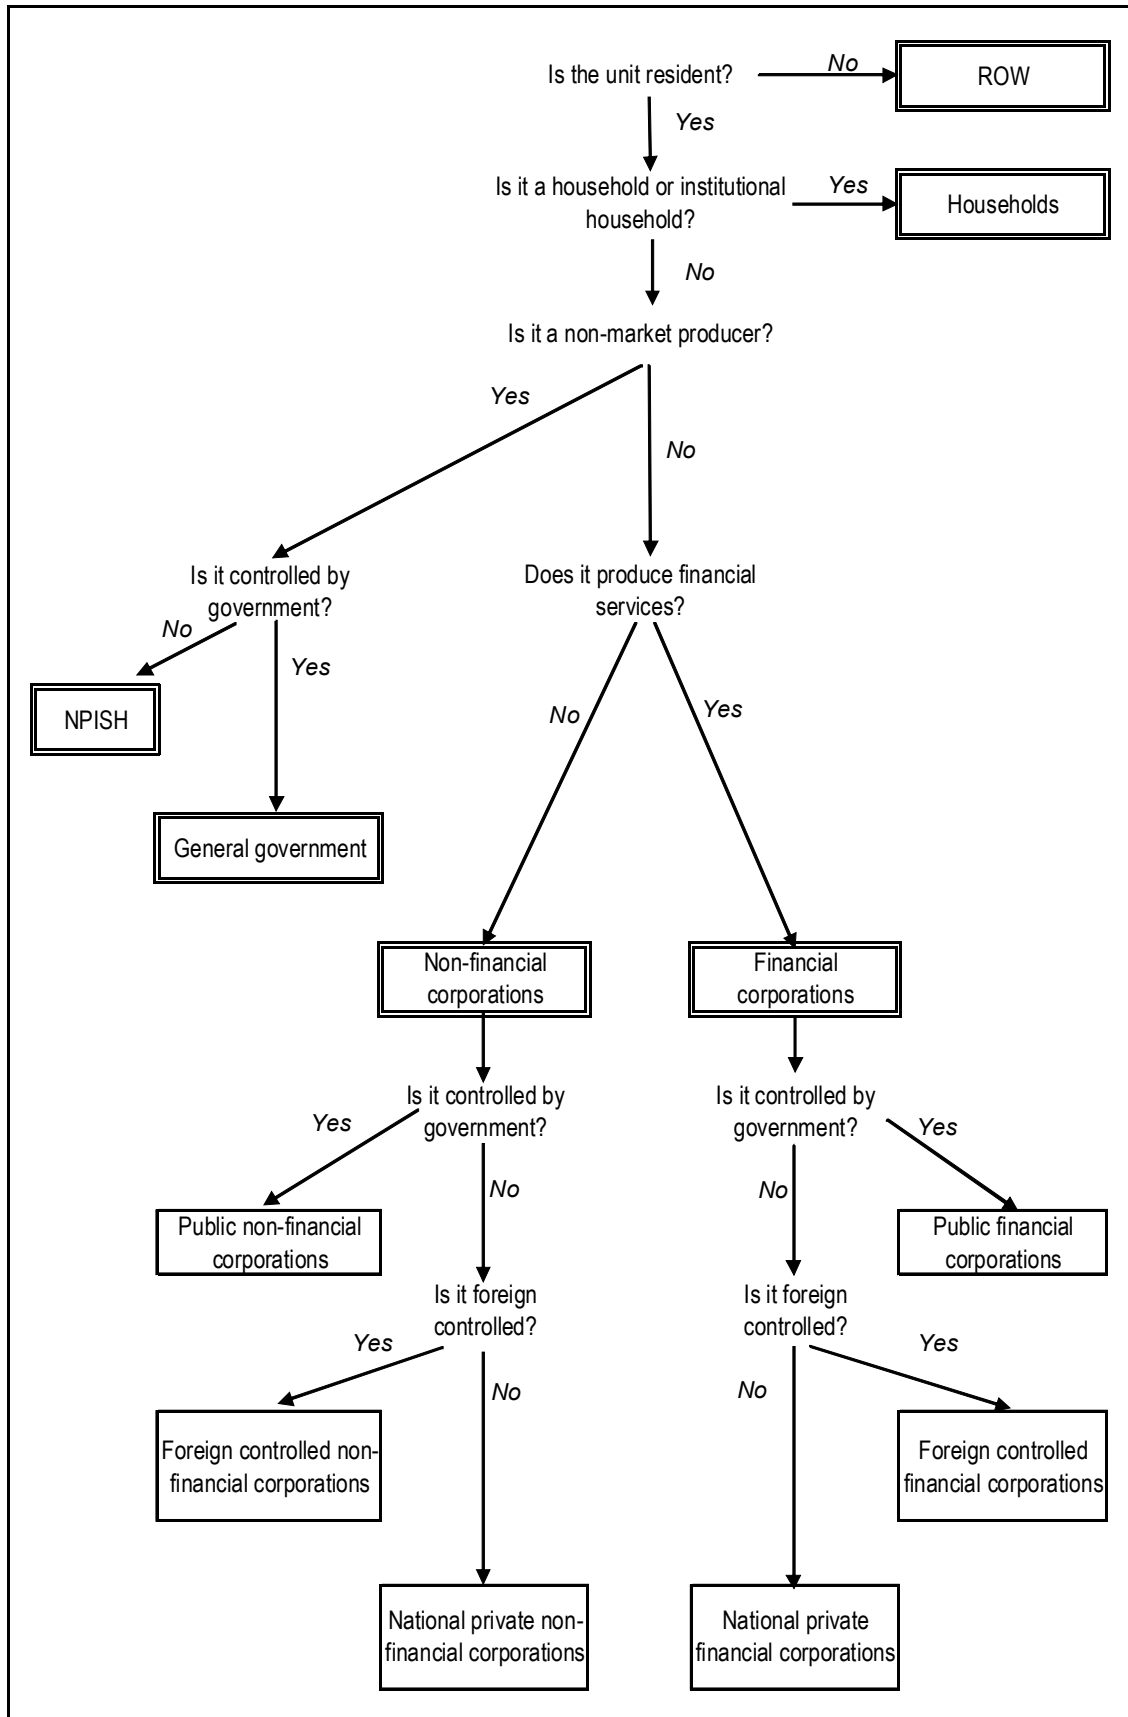 Is the unit resident?
No
ROW
Yes
Is it a household or institutional
household?
Yes
Households
No
Is it a non-market producer?
Yes
No
Is it controlled by
government?
Does it produce financial
services?
No
Yes
NPISH
No
Yes
General government
Non-financial
corporations
Financial
corporations
Is it controlled by
government?
Is it controlled by
government?
Yes
No
No
Yes
Public non-financial
corporations
Public financial
corporations
Is it foreign
controlled?
Is it foreign
controlled?
Yes
No
No
Yes
Foreign controlled non-
financial corporations
Foreign controlled
financial corporations
National private non-
financial corporations
National private
financial corporations